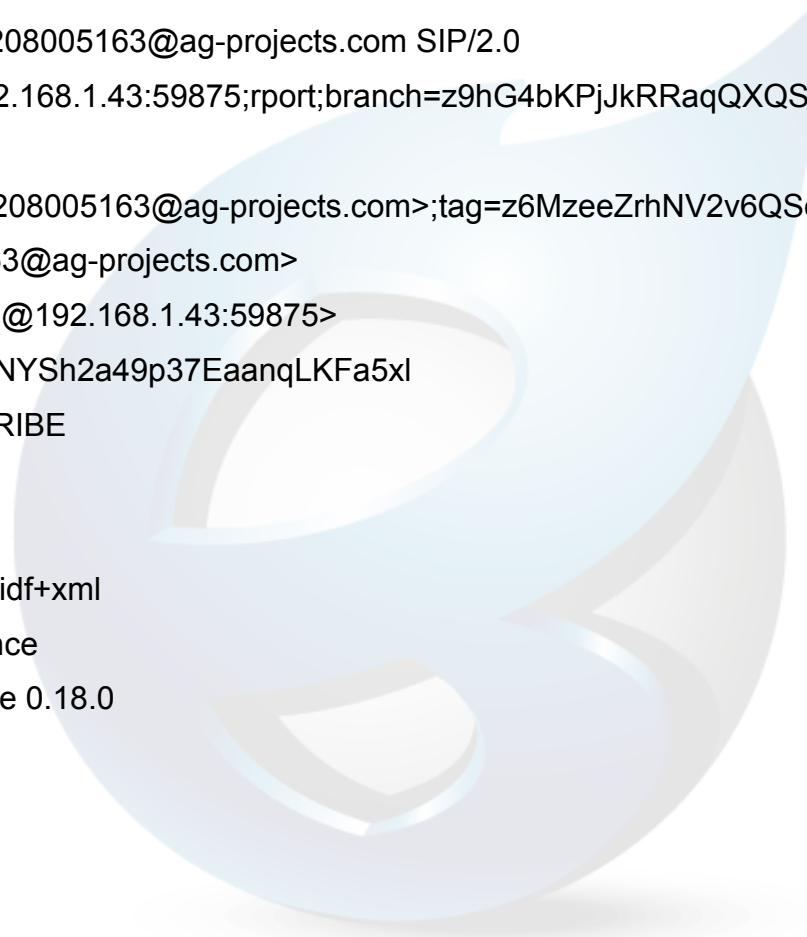 208005163@ag-projects.com SIP/2.0
2.168.1.43:59875;rport;branch=z9hG4bKPjJkRRaqQXQS
208005163@ag-projects.com>;tag=z6MzeeZrhNV2v6QS
3@ag-projects.com>
@192.168.1.43:59875>
NYSh2a49p37EaanqLKFa5xl
RIBE
idf+xml
nce
e 0.18.0